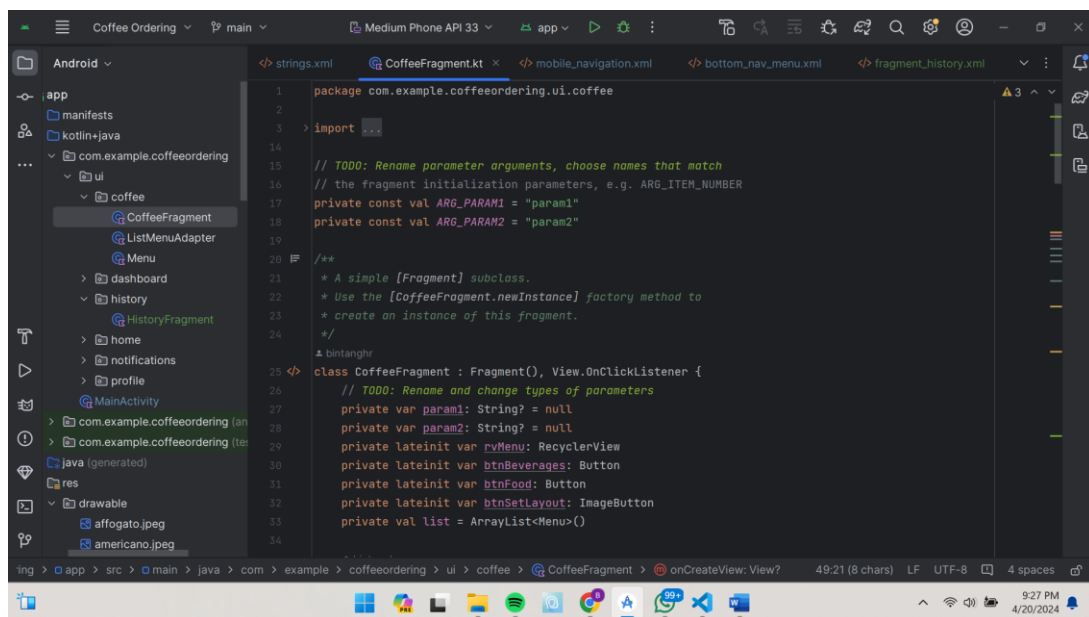 Coffee Ordering
main
Medium Phone API 33
app
Android
strings.xml
CoffeeFragment.kt
mobile_navigation.xml
bottom_nav_menu.xml
fragment_history.xml
app
manifests
kotlin+java
com.example.coffeeordering
ui
coffee
CoffeeFragment
ListMenuAdapter
Menu
dashboard
history
HistoryFragment
home
notifications
profile
MainActivity
com.example.coffeeordering (an
com.example.coffeeordering (tes
java (generated)
res
drawable
affogato.jpeg
americano.jpeg
3
1 package com.example.coffeeordering.ui.coffee
2
3 import ...
14
15 // TODO: Rename parameter arguments, choose names that match
16 // the fragment initialization parameters, e.g. ARG_ITEM_NUMBER
17 private const val ARG_PARAM1 = "param1"
18 private const val ARG_PARAM2 = "param2"
19
20 /**
21 * A simple [Fragment] subclass.
22 * Use the [CoffeeFragment.newInstance] factory method to
23 * create an instance of this fragment.
24 */
bintanghr
25 class CoffeeFragment : Fragment(), View.OnClickListener {
26 // TODO: Rename and change types of parameters
27 private var param1: String? = null
28 private var param2: String? = null
29 private lateinit var rvMenu: RecyclerView
30 private lateinit var btnBeverages: Button
31 private lateinit var btnFood: Button
32 private lateinit var btnSetLayout: ImageButton
33 private val list = ArrayList<Menu>()
34
ring > app > src > main > java > com > example > coffeeordering > ui > coffee > CoffeeFragment > onCreateView: View? 49:21 (8 chars) LF UTF-8 4 spaces
PRE
99+
9:27 PM
4/20/2024